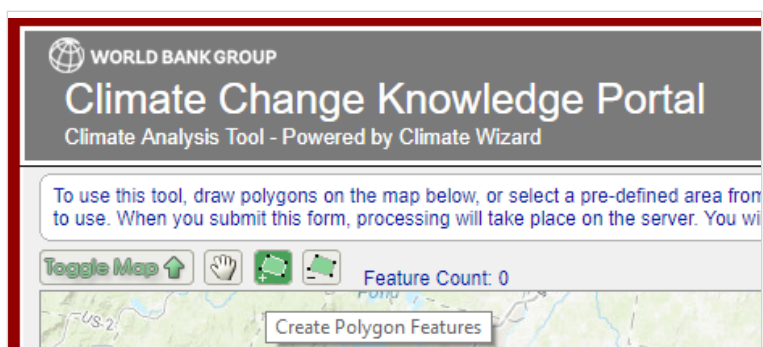 WORLD BANK GROUP
Climate Change Knowledge Portal
Climate Analysis Tool - Powered by Climate Wizard
To use this tool, draw polygons on the map below, or select a pre-defined area from
to use. When you submit this form, processing will take place on the server. You wi
Toggle Map
Feature Count: 0
Pond
US-2
Create Polygon Features